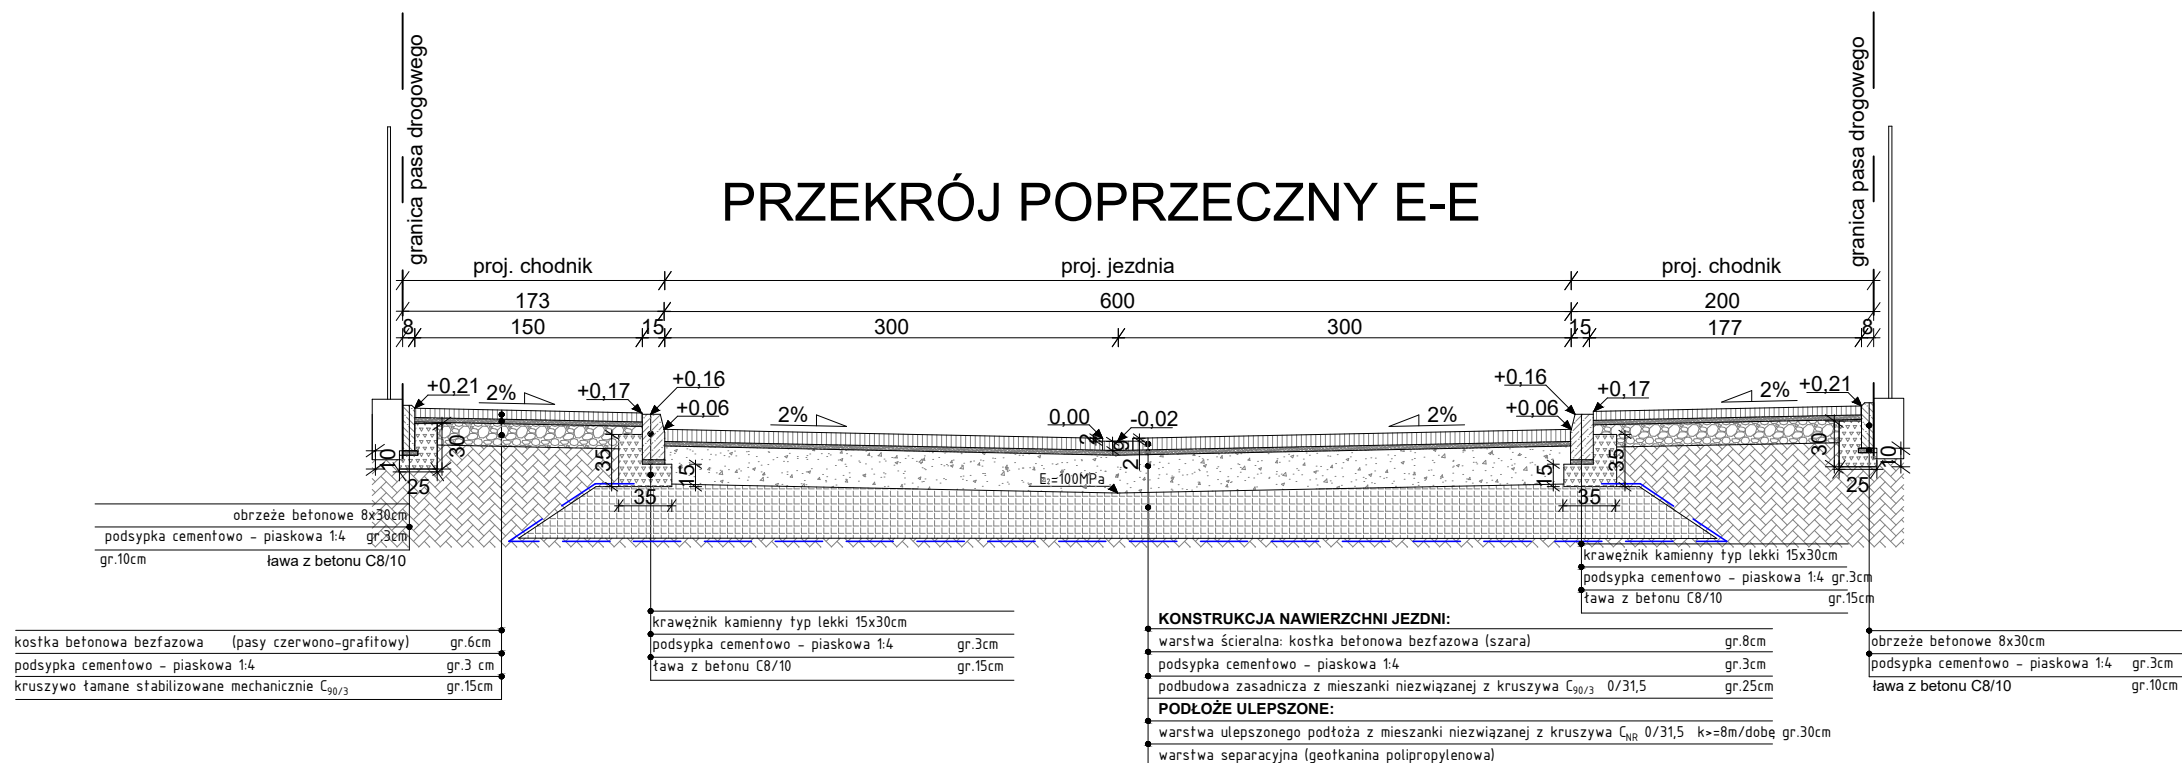 granica pasa drogowego
granica pasa drogowego
PRZEKRÓJ POPRZECZNY E-E
proj. chodnik
proj. jezdnia
proj. chodnik
173
600
200
8
150
15
300
300
15
177
8
+0,21
2%
+0,17
+0,16
+0,06
2%
0,00
-0,02
2%
+0,16
+0,06
+0,17
2%
+0,21
10
25
30
35
15
35
2
2
E₂=100MPa
15
35
35
30
10
25
obrzeże betonowe 8x30cm
podsypka cementowo - piaskowa 1:4 gr.3cm
gr.10cm ława z betonu C8/10
kostka betonowa bezfazowa (pasy czerwono-grafitowy) gr.6cm
podsypka cementowo - piaskowa 1:4 gr.3 cm
kruszywo łamane stabilizowane mechanicznie C90/3 gr.15cm
krawężnik kamienny typ lekki 15x30cm
podsypka cementowo - piaskowa 1:4 gr.3cm
ława z betonu C8/10 gr.15cm
KONSTRUKCJA NAWIERZCHNI JEZDNI:
warstwa ścieralna: kostka betonowa bezfazowa (szara) gr.8cm
podsypka cementowo - piaskowa 1:4 gr.3cm
podbudowa zasadnicza z mieszanki niezwiązanej z kruszywa C90/3 0/31,5 gr.25cm
PODŁOŻE ULEPSZONE:
warstwa ulepszonego podłoża z mieszanki niezwiązanej z kruszywa CNR 0/31,5 k>=8m/dobę gr.30cm
warstwa separacyjna (geotkanina polipropylenowa)
krawężnik kamienny typ lekki 15x30cm
podsypka cementowo - piaskowa 1:4 gr.3cm
ława z betonu C8/10 gr.15cm
obrzeże betonowe 8x30cm
podsypka cementowo - piaskowa 1:4 gr.3cm
ława z betonu C8/10 gr.10cm